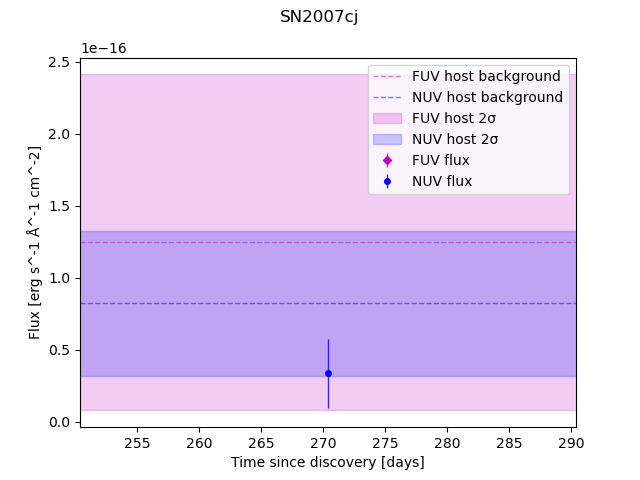 SN2007cj
1e−16
2.5
2.0
1.5
1.0
0.5
0.0
Flux [erg s^-1 Å^-1 cm^-2]
FUV host background
NUV host background
FUV host 2σ
NUV host 2σ
FUV flux
NUV flux
255 260 265 270 275 280 285 290
Time since discovery [days]